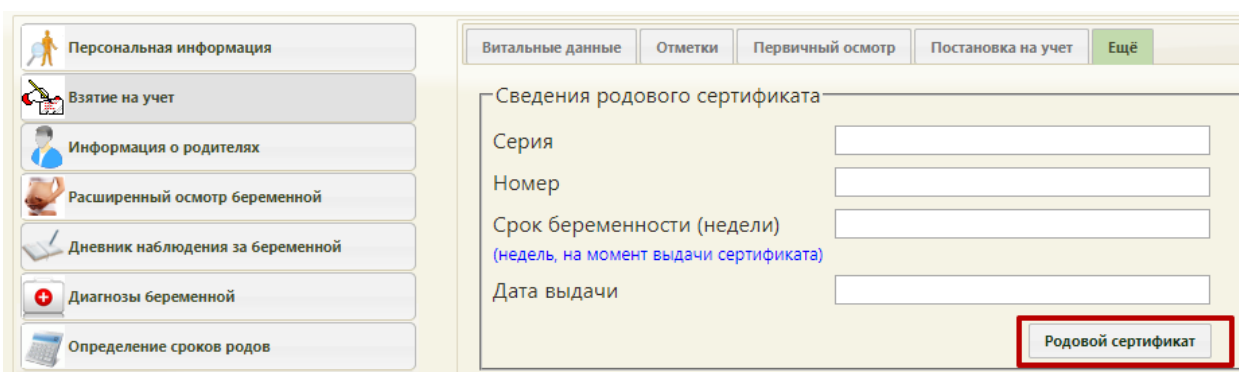 Персональная информация
Взятие на учет
Информация о родителях
Расширенный осмотр беременной
Дневник наблюдения за беременной
Диагнозы беременной
Определение сроков родов
Витальные данные
Отметки
Первичный осмотр
Постановка на учет
Ещё
Сведения родового сертификата
Серия
Номер
Срок беременности (недели)
(недель, на момент выдачи сертификата)
Дата выдачи
Родовой сертификат